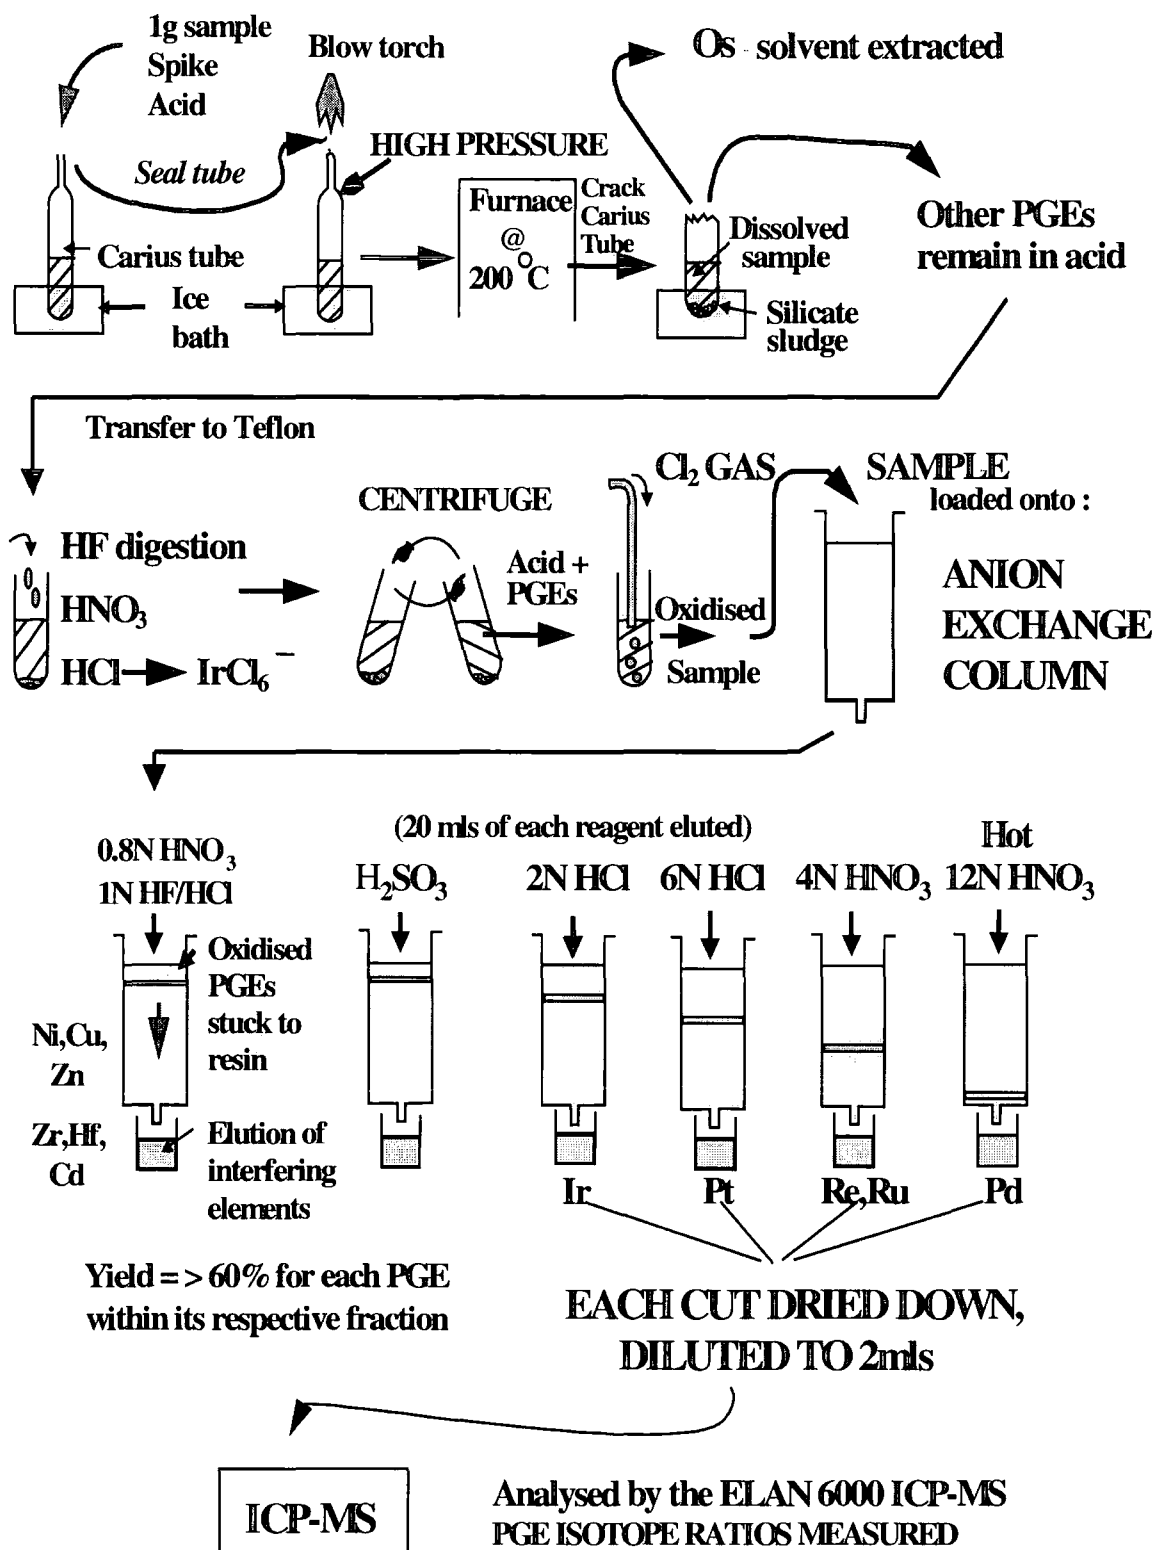 1g sample
Spike
Acid
Blow torch
Os - solvent extracted
HIGH PRESSURE
Seal tube
Furnace
@
200 °C
Crack
Carius
Tube
Dissolved
sample
Other PGEs
remain in acid
Carius tube
Ice
bath
Silicate
sludge
Transfer to Teflon
Cl₂ GAS
SAMPLE
loaded onto :
CENTRIFUGE
HF digestion
HNO₃
HCl
IrCl₆⁻
Acid +
PGEs
Oxidised
Sample
ANION
EXCHANGE
COLUMN
(20 mls of each reagent eluted)
0.8N HNO₃
1N HF/HCl
H₂SO₃
2N HCl
6N HCl
4N HNO₃
Hot
12N HNO₃
Oxidised
PGEs
stuck to
resin
Ni,Cu,
Zn
Zr,Hf,
Cd
Elution of
interfering
elements
Ir
Pt
Re,Ru
Pd
Yield = > 60% for each PGE
within its respective fraction
EACH CUT DRIED DOWN,
DILUTED TO 2mls
ICP-MS
Analysed by the ELAN 6000 ICP-MS
PGE ISOTOPE RATIOS MEASURED